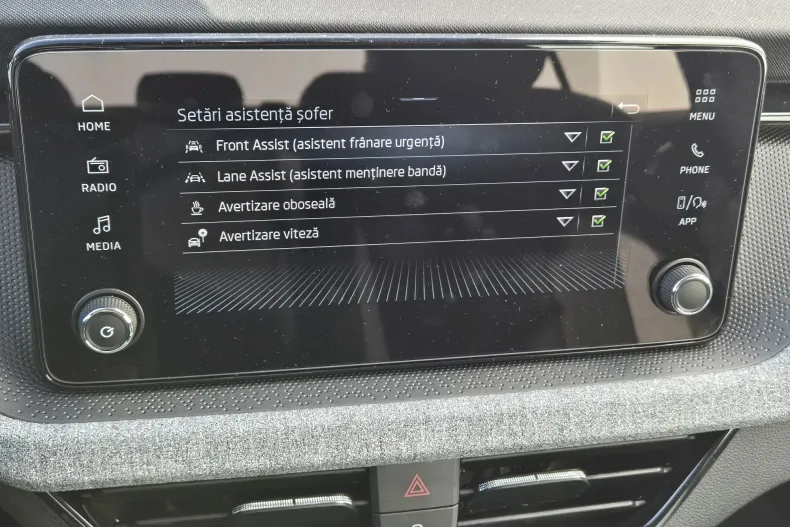 HOME
RADIO
MEDIA
Setări asistență șofer
Front Assist (asistent frânare urgență)
Lane Assist (asistent menținere bandă)
Avertizare oboseală
Avertizare viteză
MENU
PHONE
APP